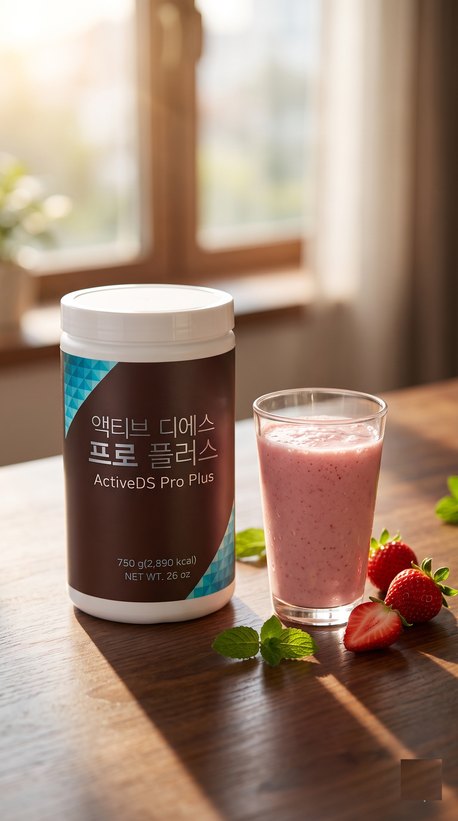 액티브 디에스
프로 플러스
ActiveDS Pro Plus
750 g(2,890 kcal)
NET WT. 26 oz